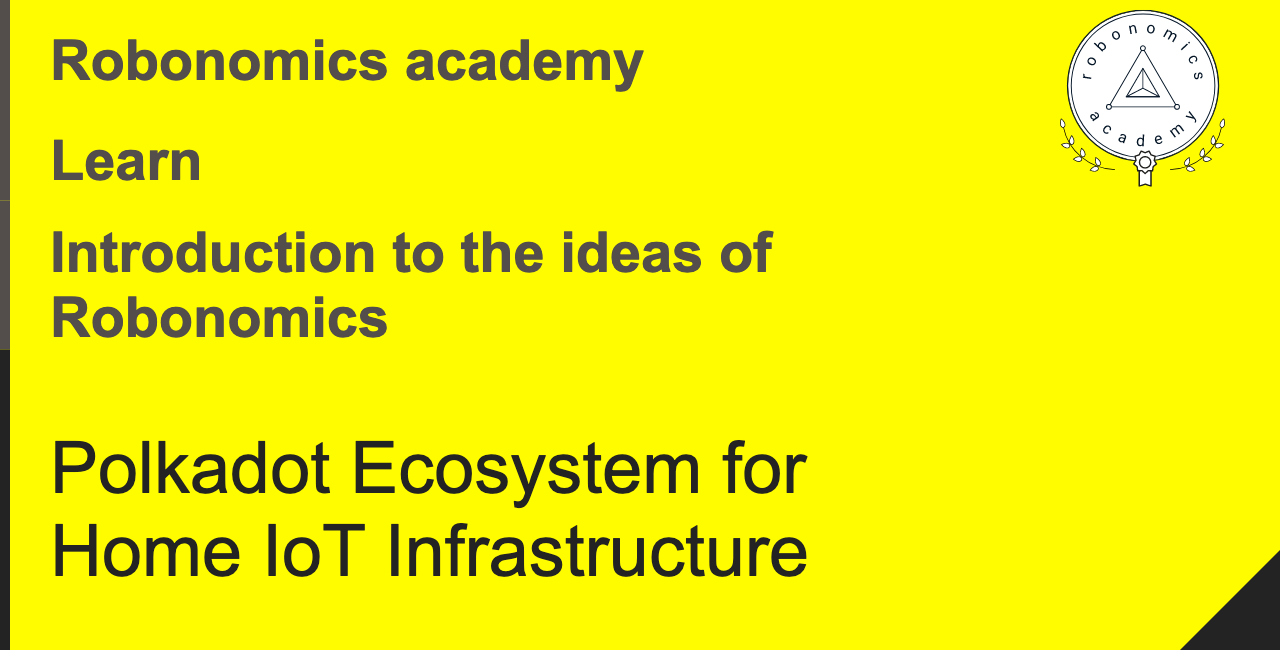 Robonomics academy
robonomics
academy
Learn
Introduction to the ideas of
Robonomics
Polkadot Ecosystem for
Home IoT Infrastructure